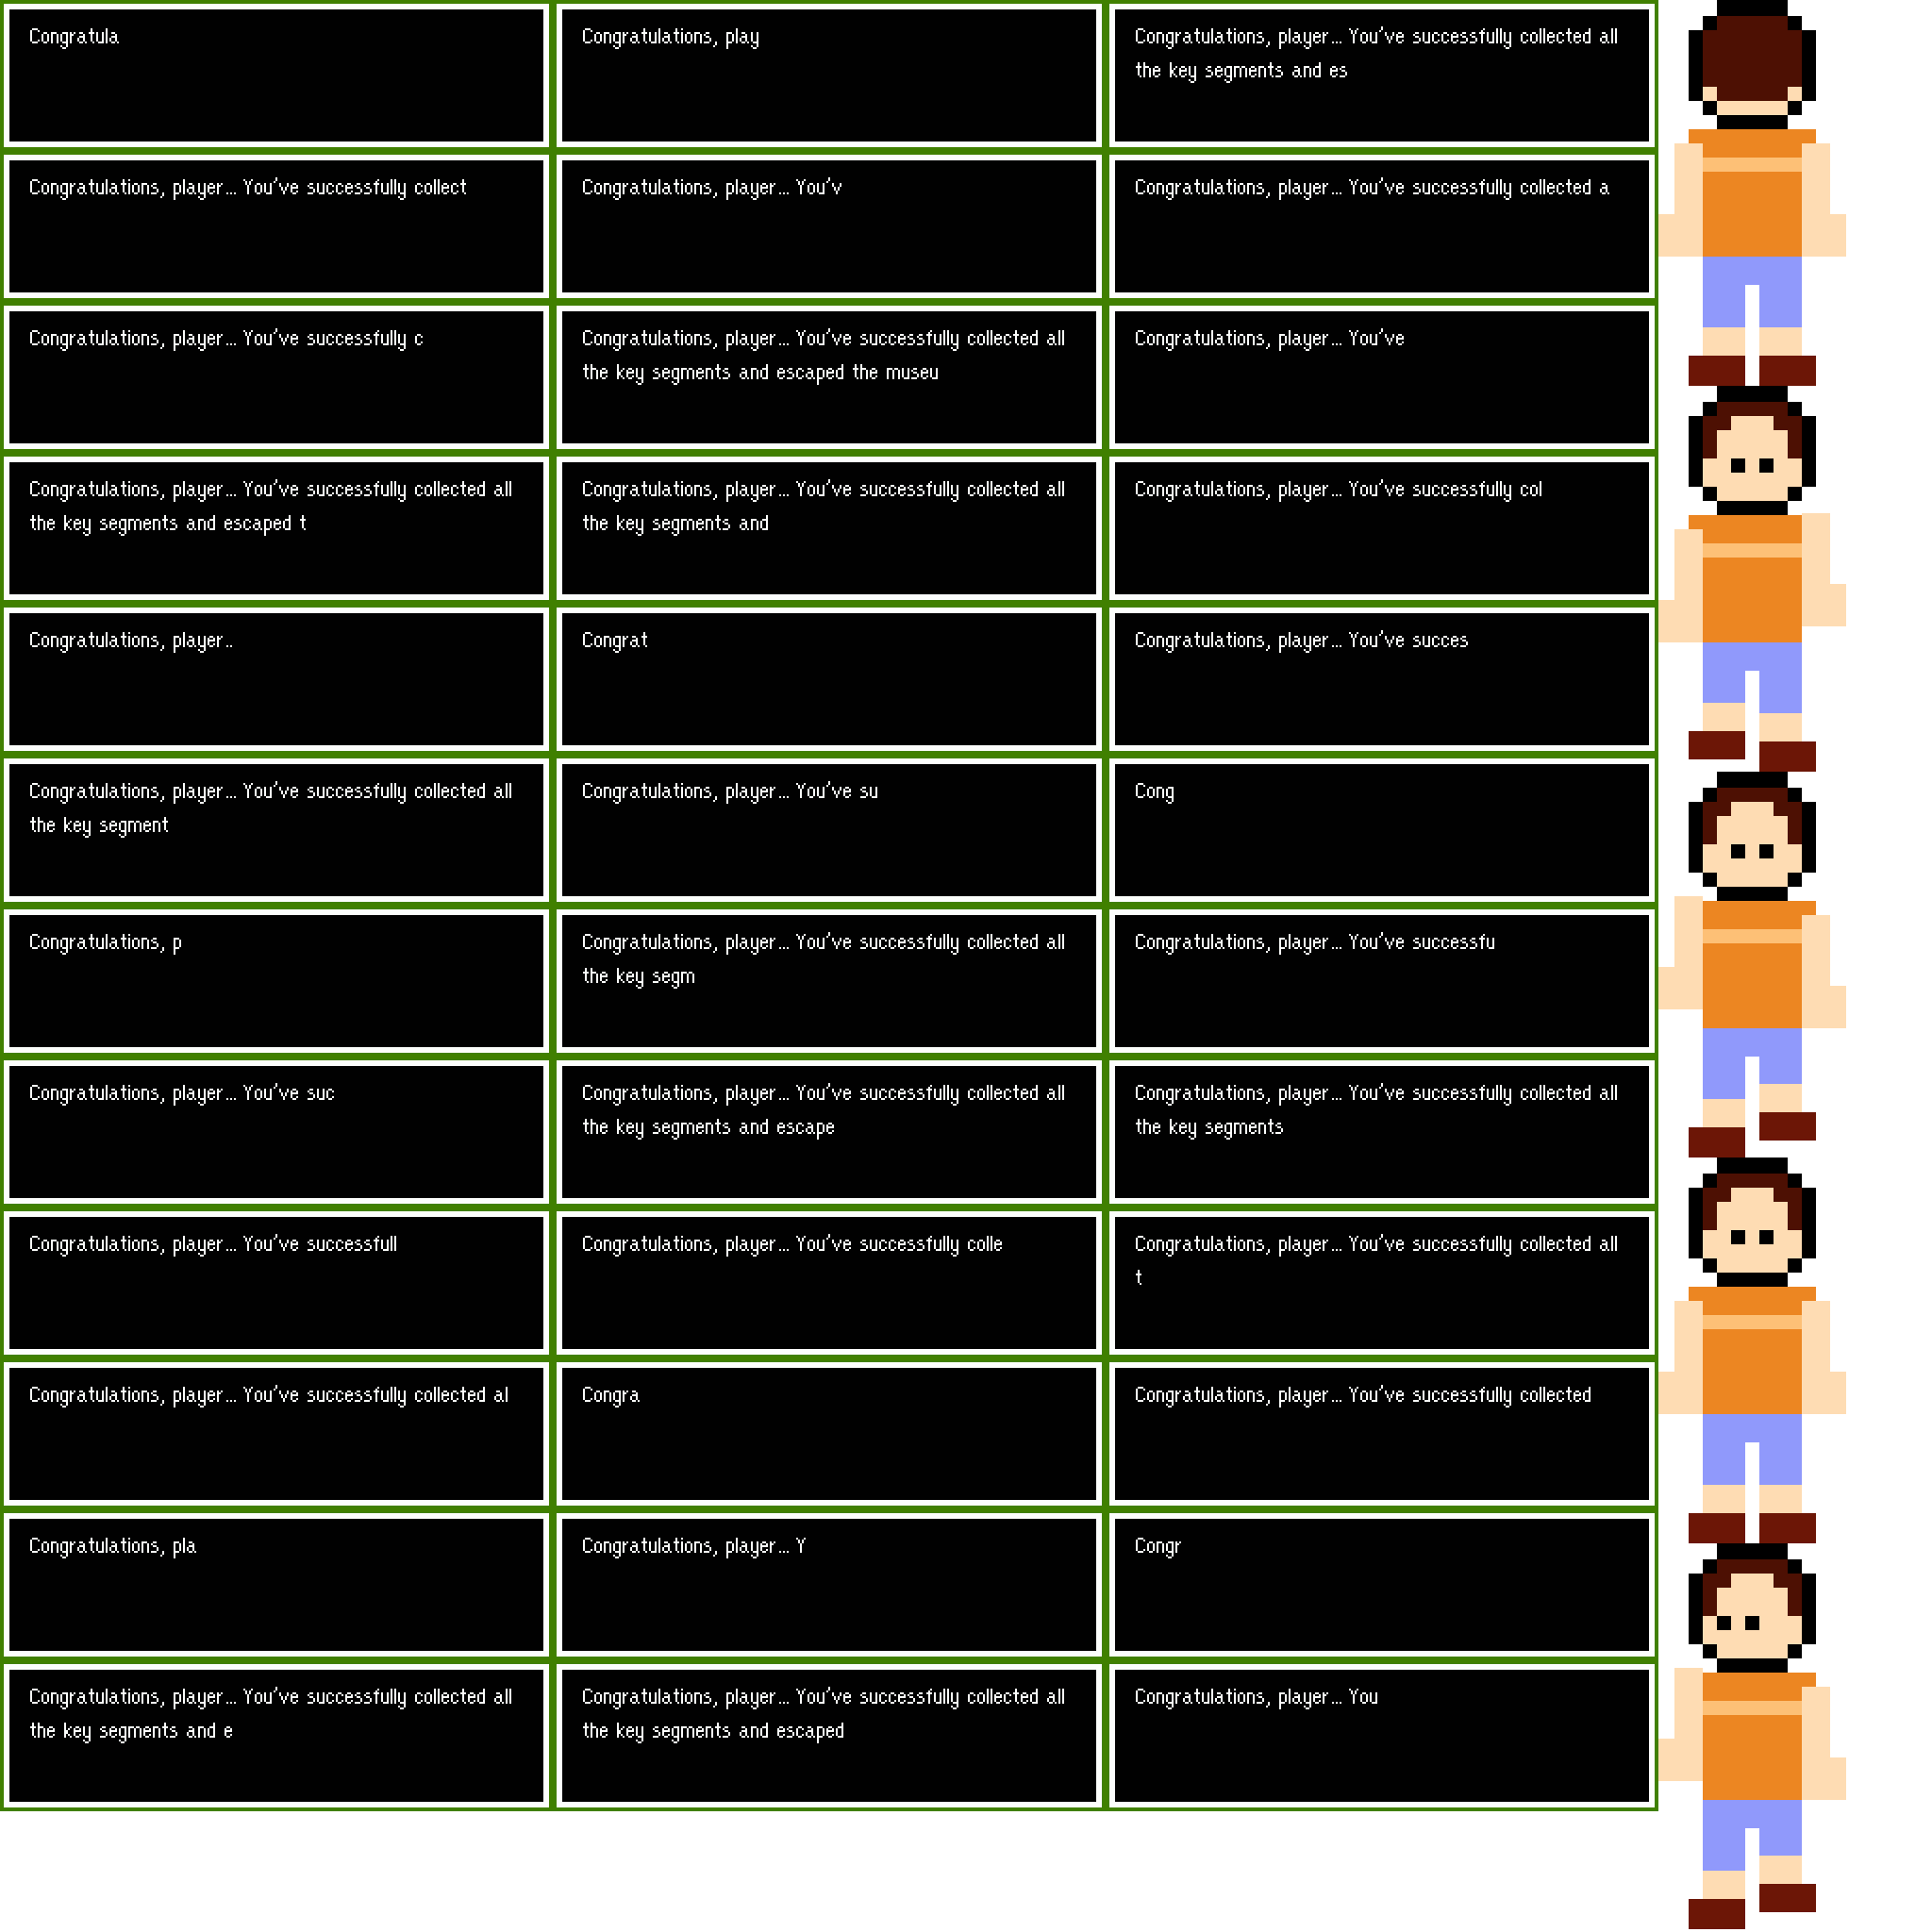 Congratula
Congratulations, play
Congratulations, player... You've successfully collected all
the key segments and es
Congratulations, player... You've successfully collect
Congratulations, player... You'v
Congratulations, player... You've successfully collected a
Congratulations, player... You've successfully c
Congratulations, player... You've successfully collected all
the key segments and escaped the museu
Congratulations, player... You've
Congratulations, player... You've successfully collected all
the key segments and escaped t
Congratulations, player... You've successfully collected all
the key segments and
Congratulations, player... You've successfully col
Congratulations, player..
Congrat
Congratulations, player... You've succes
Congratulations, player... You've successfully collected all
the key segment
Congratulations, player... You've su
Cong
Congratulations, p
Congratulations, player... You've successfully collected all
the key segm
Congratulations, player... You've successfu
Congratulations, player... You've suc
Congratulations, player... You've successfully collected all
the key segments and escape
Congratulations, player... You've successfully collected all
the key segments
Congratulations, player... You've successfull
Congratulations, player... You've successfully colle
Congratulations, player... You've successfully collected all
t
Congratulations, player... You've successfully collected al
Congra
Congratulations, player... You've successfully collected
Congratulations, pla
Congratulations, player... Y
Congr
Congratulations, player... You've successfully collected all
the key segments and e
Congratulations, player... You've successfully collected all
the key segments and escaped
Congratulations, player... You